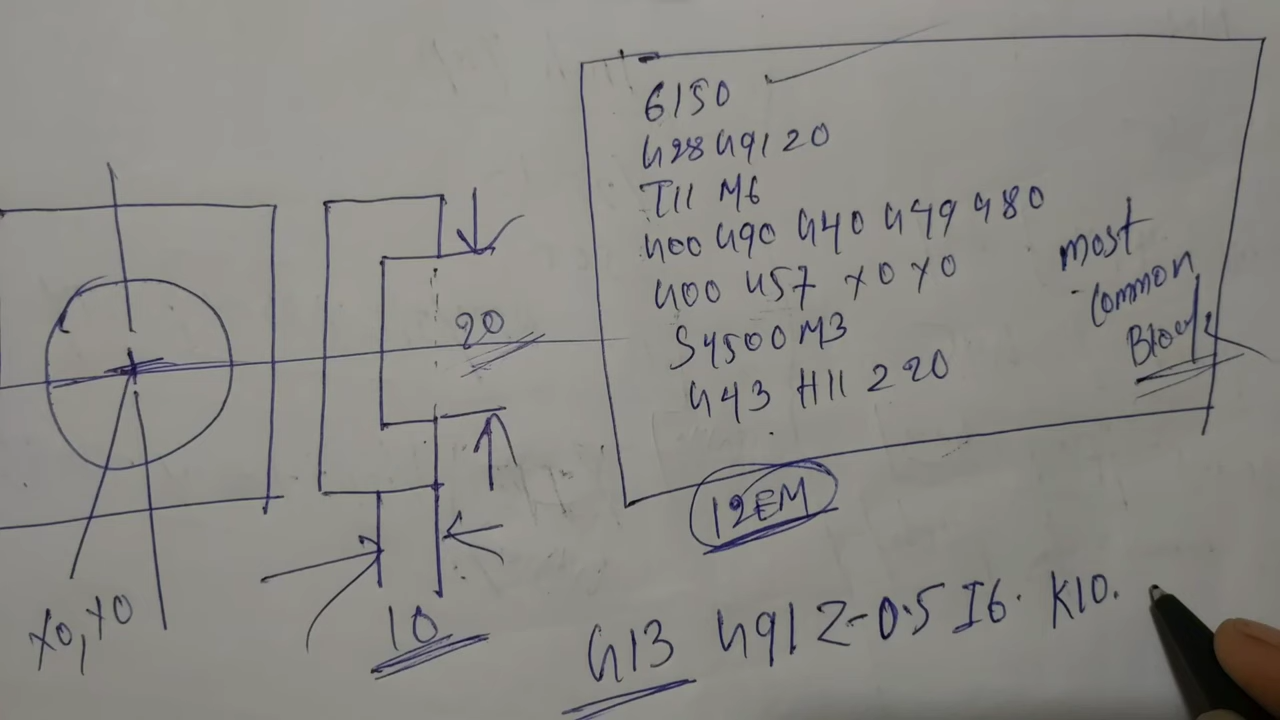 O150
G28 G91 Z0
T11 M6
G00 G90 G40 G49 G80
G00 G57 X0 Y0
S4500 M3
G43 H11 Z20
most
common
Block
20
12EM
X0, Y0
10
G13 G91 Z-0.5 I6. K10.